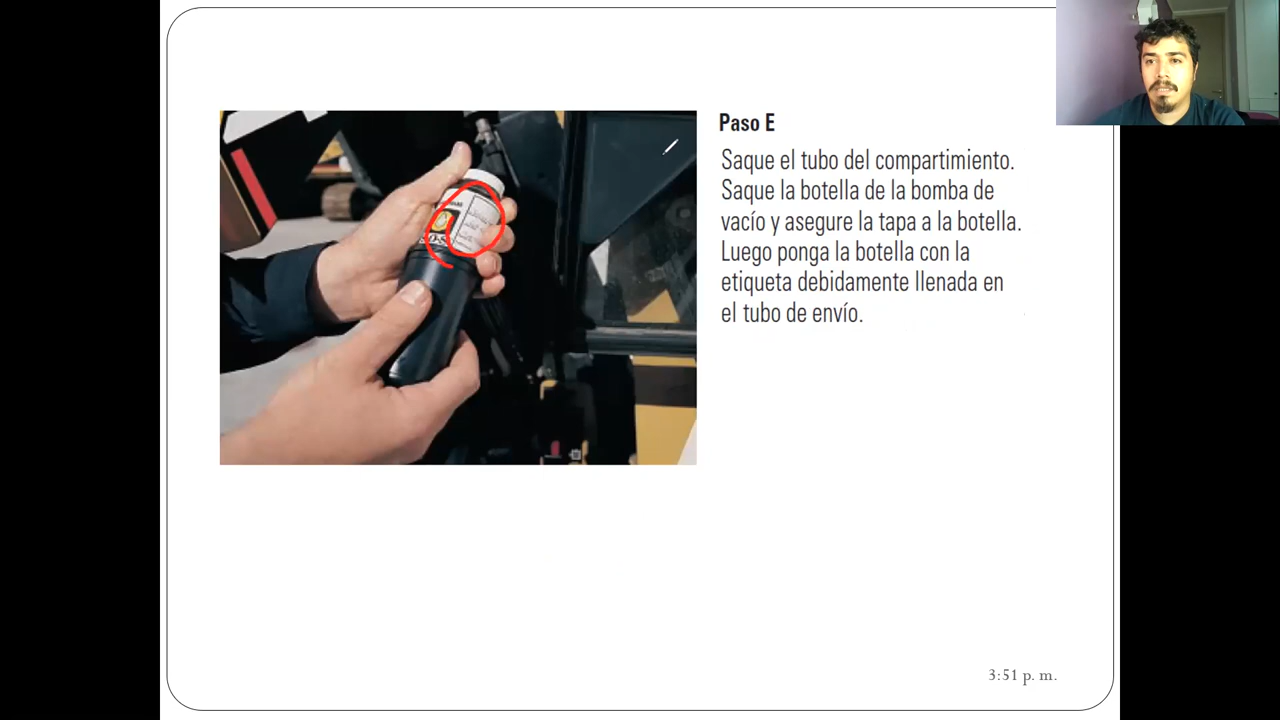 Paso E
Saque el tubo del compartimiento.
Saque la botella de la bomba de
vacío y asegure la tapa a la botella.
Luego ponga la botella con la
etiqueta debidamente llenada en
el tubo de envío.
3:51 p. m.